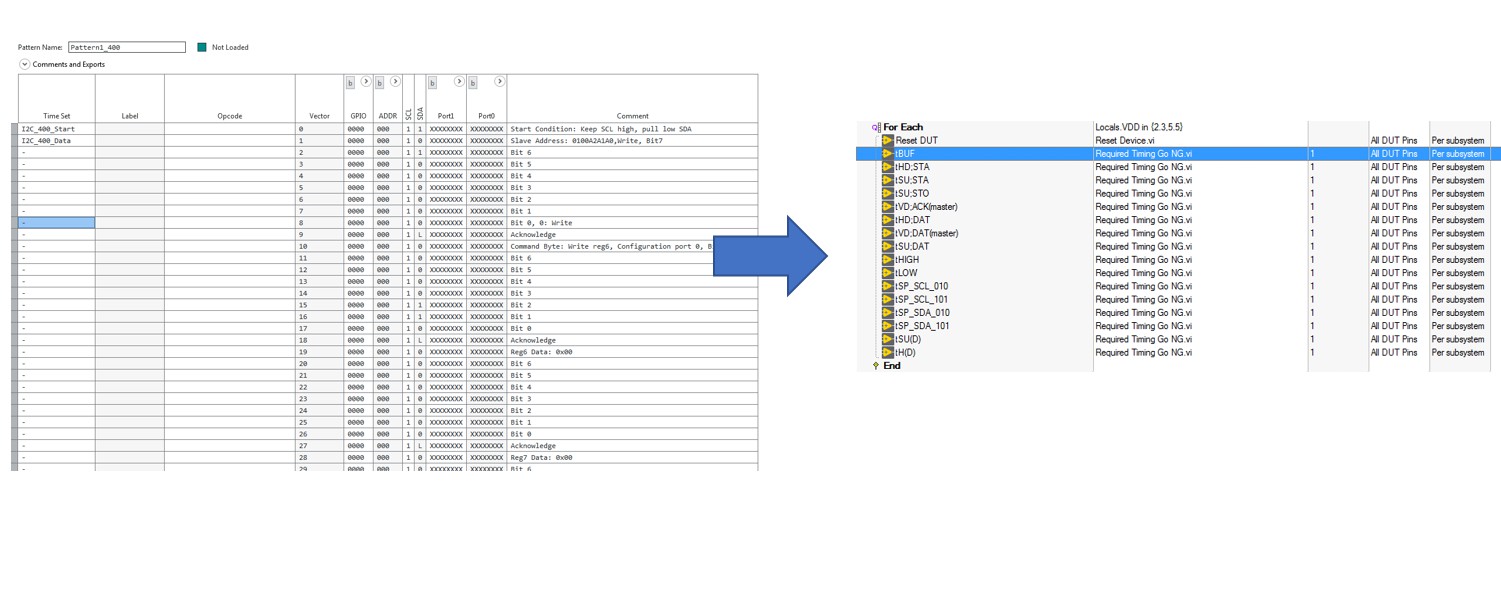 Pattern Name: Pattern1_400 Not Loaded
Comments and Exports
b b b b
Time Set Label Opcode Vector GPIO ADDR SCL SDA Port1 Port0 Comment
I2C_400_Start 0 0000 000 1 1 XXXXXXXX XXXXXXXX Start Condition: Keep SCL high, pull low SDA
I2C_400_Data 1 0000 000 1 0 XXXXXXXX XXXXXXXX Slave Address: 0100A2A1A0,Write, Bit7
- 2 0000 000 1 1 XXXXXXXX XXXXXXXX Bit 6
- 3 0000 000 1 0 XXXXXXXX XXXXXXXX Bit 5
- 4 0000 000 1 0 XXXXXXXX XXXXXXXX Bit 4
- 5 0000 000 1 0 XXXXXXXX XXXXXXXX Bit 3
- 6 0000 000 1 0 XXXXXXXX XXXXXXXX Bit 2
- 7 0000 000 1 0 XXXXXXXX XXXXXXXX Bit 1
- 8 0000 000 1 0 XXXXXXXX XXXXXXXX Bit 0, 0: Write
- 9 0000 000 1 L XXXXXXXX XXXXXXXX Acknowledge
- 10 0000 000 1 0 XXXXXXXX XXXXXXXX Command Byte: Write reg6, Configuration port 0, B
- 11 0000 000 1 0 XXXXXXXX XXXXXXXX Bit 6
- 12 0000 000 1 0 XXXXXXXX XXXXXXXX Bit 5
- 13 0000 000 1 0 XXXXXXXX XXXXXXXX Bit 4
- 14 0000 000 1 0 XXXXXXXX XXXXXXXX Bit 3
- 15 0000 000 1 1 XXXXXXXX XXXXXXXX Bit 2
- 16 0000 000 1 1 XXXXXXXX XXXXXXXX Bit 1
- 17 0000 000 1 0 XXXXXXXX XXXXXXXX Bit 0
- 18 0000 000 1 L XXXXXXXX XXXXXXXX Acknowledge
- 19 0000 000 1 0 XXXXXXXX XXXXXXXX Reg6 Data: 0x00
- 20 0000 000 1 0 XXXXXXXX XXXXXXXX Bit 6
- 21 0000 000 1 0 XXXXXXXX XXXXXXXX Bit 5
- 22 0000 000 1 0 XXXXXXXX XXXXXXXX Bit 4
- 23 0000 000 1 0 XXXXXXXX XXXXXXXX Bit 3
- 24 0000 000 1 0 XXXXXXXX XXXXXXXX Bit 2
- 25 0000 000 1 0 XXXXXXXX XXXXXXXX Bit 1
- 26 0000 000 1 0 XXXXXXXX XXXXXXXX Bit 0
- 27 0000 000 1 L XXXXXXXX XXXXXXXX Acknowledge
- 28 0000 000 1 0 XXXXXXXX XXXXXXXX Reg7 Data: 0x00
- 29 0000 000 1 0 XXXXXXXX XXXXXXXX Bit 6
For Each Locals.VDD in {2.3,5.5}
Reset DUT Reset Device.vi All DUT Pins Per subsystem
tBUF Required Timing Go NG.vi 1 All DUT Pins Per subsystem
tHD;STA Required Timing Go NG.vi 1 All DUT Pins Per subsystem
tSU;STA Required Timing Go NG.vi 1 All DUT Pins Per subsystem
tSU;STO Required Timing Go NG.vi 1 All DUT Pins Per subsystem
tVD;ACK(master) Required Timing Go NG.vi 1 All DUT Pins Per subsystem
tHD;DAT Required Timing Go NG.vi 1 All DUT Pins Per subsystem
tVD;DAT(master) Required Timing Go NG.vi 1 All DUT Pins Per subsystem
tSU;DAT Required Timing Go NG.vi 1 All DUT Pins Per subsystem
tHIGH Required Timing Go NG.vi 1 All DUT Pins Per subsystem
tLOW Required Timing Go NG.vi 1 All DUT Pins Per subsystem
tSP_SCL_010 Required Timing Go NG.vi 1 All DUT Pins Per subsystem
tSP_SCL_101 Required Timing Go NG.vi 1 All DUT Pins Per subsystem
tSP_SDA_010 Required Timing Go NG.vi 1 All DUT Pins Per subsystem
tSP_SDA_101 Required Timing Go NG.vi 1 All DUT Pins Per subsystem
tSU(D) Required Timing Go NG.vi 1 All DUT Pins Per subsystem
tH(D) Required Timing Go NG.vi 1 All DUT Pins Per subsystem
End